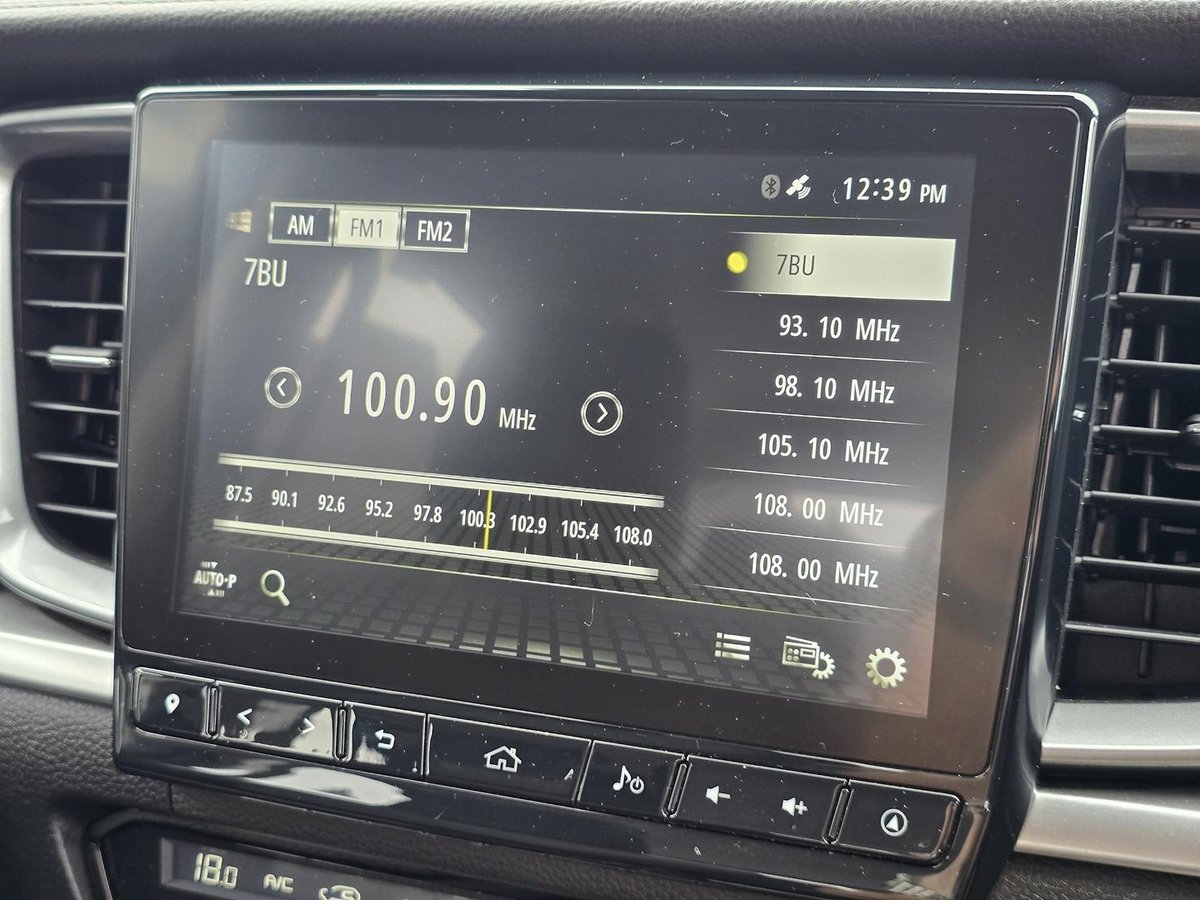 12:39 PM
AM FM1 FM2
7BU
100.90 MHz
87.5 90.1 92.6 95.2 97.8 100.3 102.9 105.4 108.0
AUTO-P
7BU
93. 10 MHz
98. 10 MHz
105. 10 MHz
108. 00 MHz
108. 00 MHz
18.0 A/C